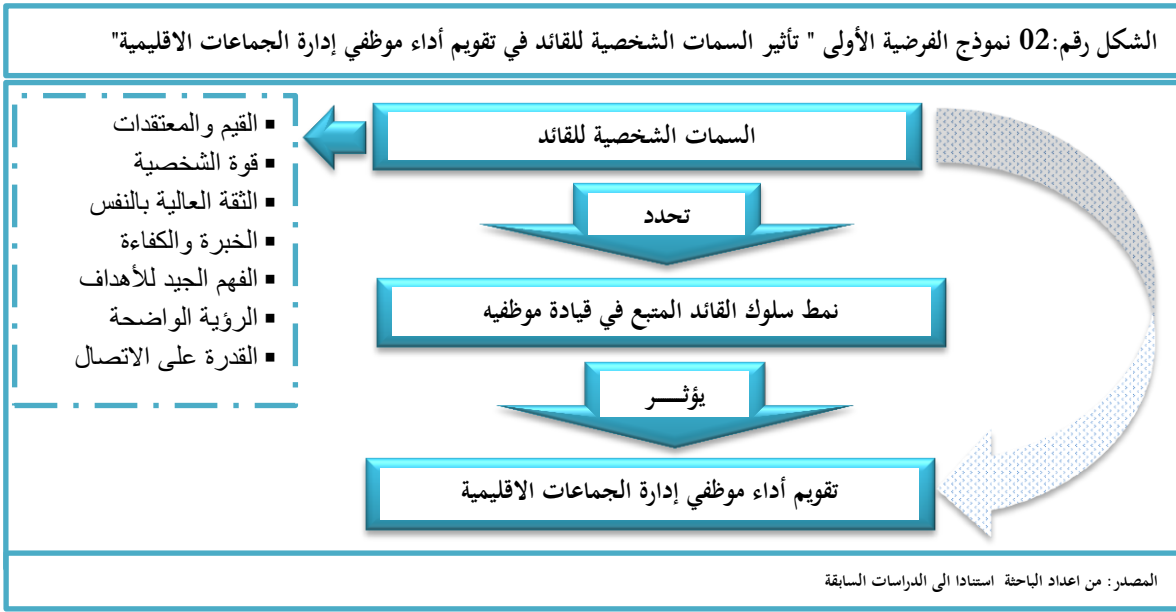 الشكل رقم:02 نموذج الفرضية الأولى " تأثير السمات الشخصية للقائد في تقويم أداء موظفي إدارة الجماعات الاقليمية"
السمات الشخصية للقائد
▪ القيم والمعتقدات
▪ قوة الشخصية
▪ الثقة العالية بالنفس
▪ الخبرة والكفاءة
▪ الفهم الجيد للأهداف
▪ الرؤية الواضحة
▪ القدرة على الاتصال
تحدد
نمط سلوك القائد المتبع في قيادة موظفيه
يؤثـــــر
تقويم أداء موظفي إدارة الجماعات الاقليمية
المصدر: من اعداد الباحثة استنادا الى الدراسات السابقة